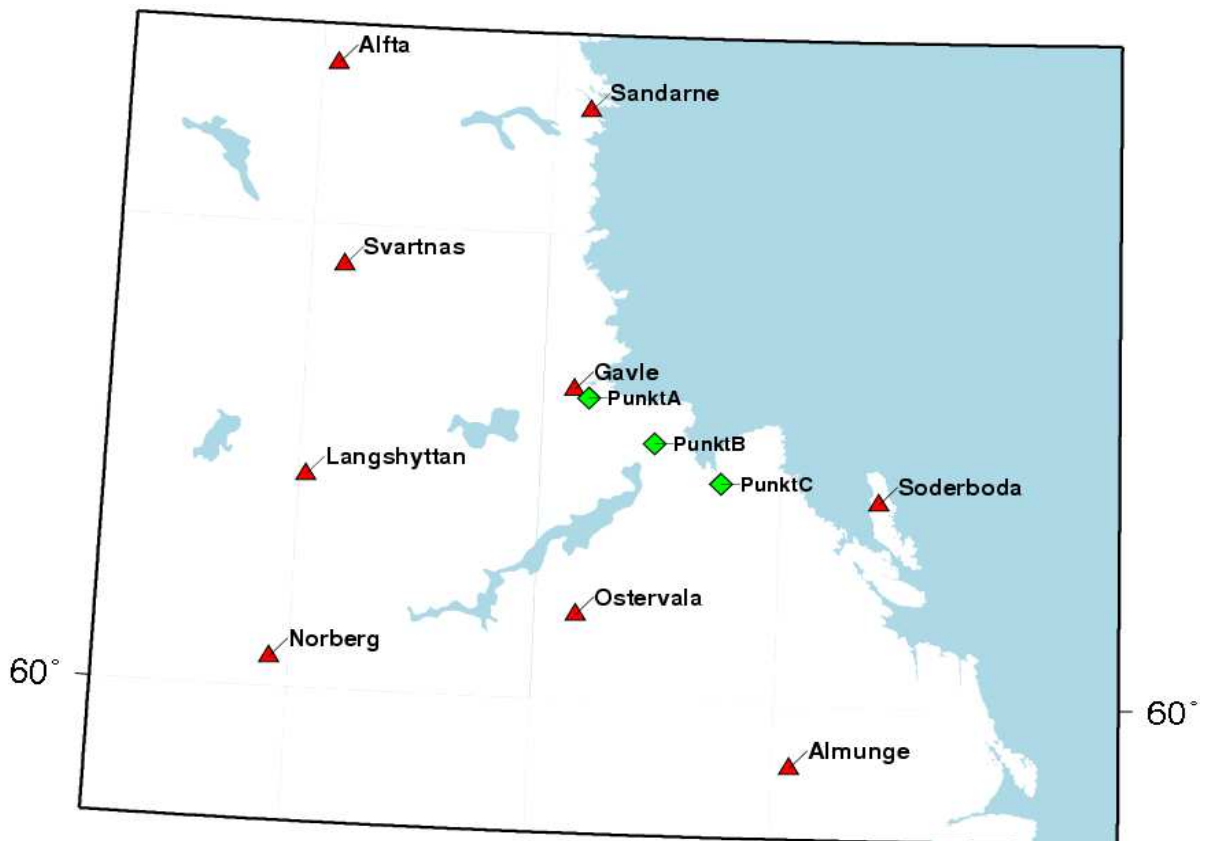 Alfta
Sandarne
Svartnas
Gavle
PunktA
PunktB
Langshyttan
PunktC
Soderboda
Ostervala
Norberg
60°
60°
Almunge